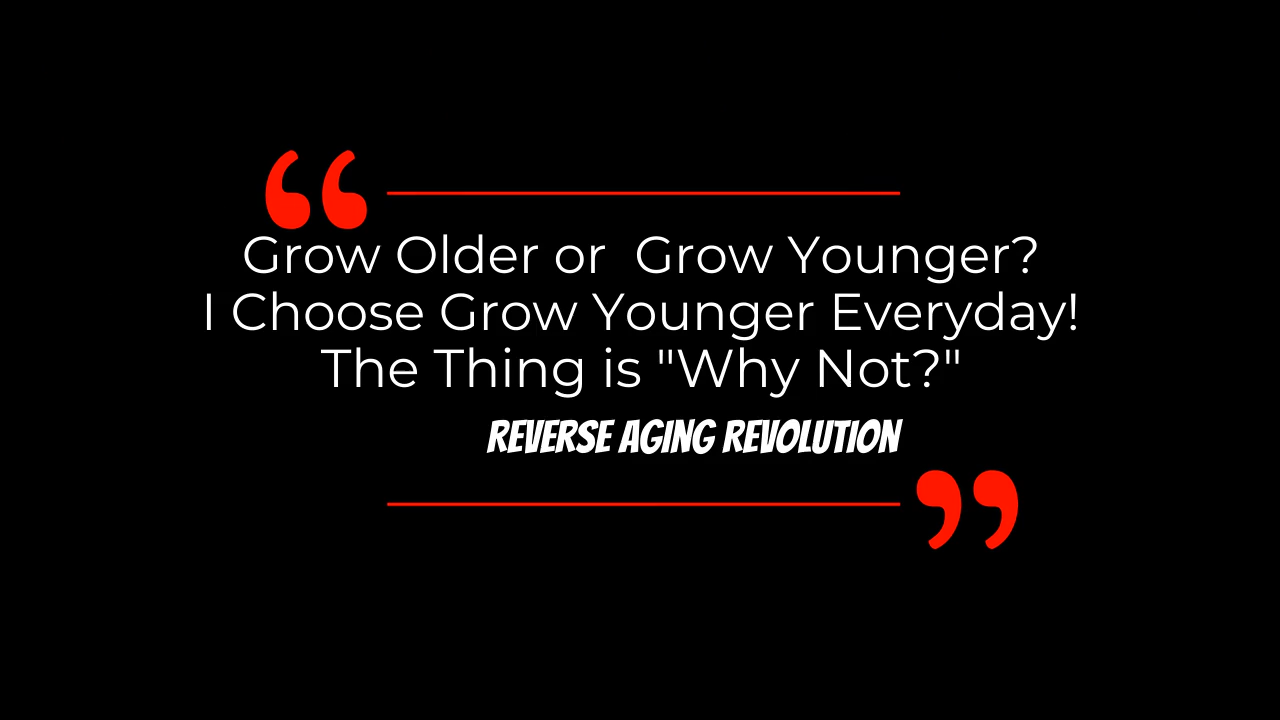 Grow Older or  Grow Younger?
I Choose Grow Younger Everyday!
The Thing is "Why Not?"
REVERSE AGING REVOLUTION